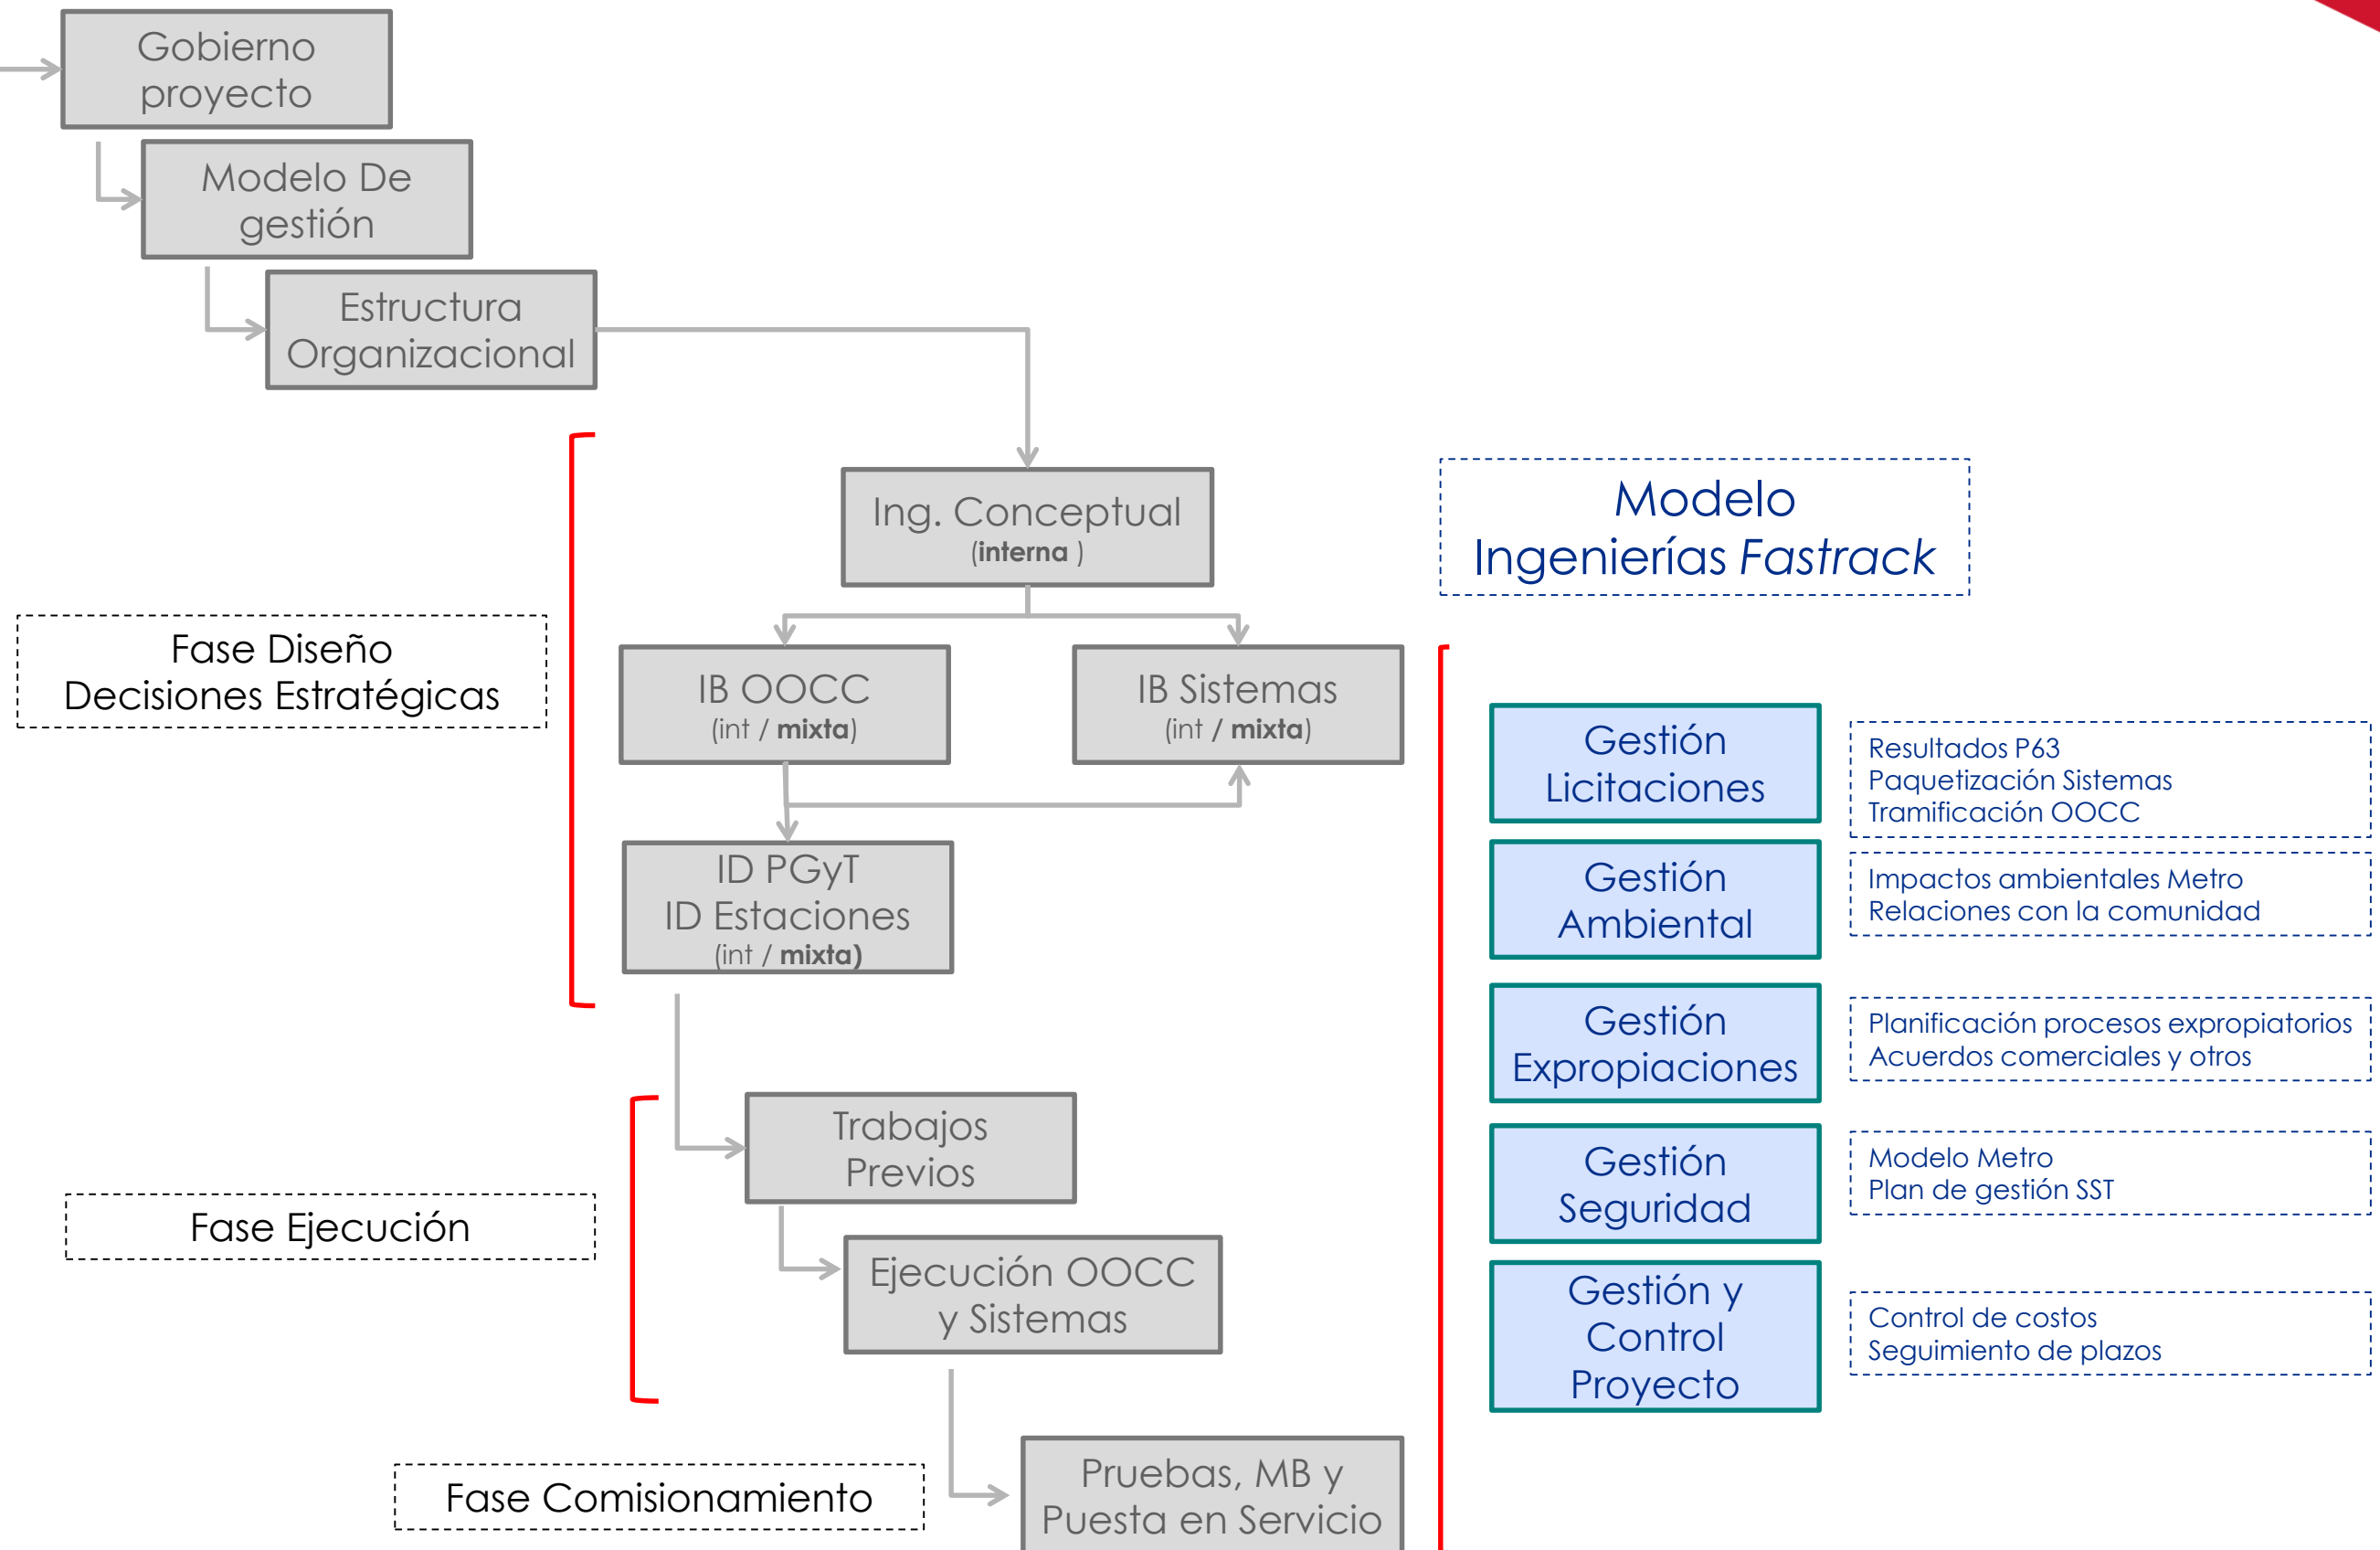 Gobierno
proyecto
Modelo De
gestión
Estructura
Organizacional
Ing. Conceptual
(interna )
Modelo
Ingenierías Fastrack
Fase Diseño
Decisiones Estratégicas
IB OOCC
(int / mixta)
IB Sistemas
(int / mixta)
ID PGyT
ID Estaciones
(int / mixta)
Gestión
Licitaciones
Resultados P63
Paquetización Sistemas
Tramificación OOCC
Gestión
Ambiental
Impactos ambientales Metro
Relaciones con la comunidad
Gestión
Expropiaciones
Planificación procesos expropiatorios
Acuerdos comerciales y otros
Trabajos
Previos
Gestión
Seguridad
Modelo Metro
Plan de gestión SST
Fase Ejecución
Ejecución OOCC
y Sistemas
Gestión y
Control
Proyecto
Control de costos
Seguimiento de plazos
Fase Comisionamiento
Pruebas, MB y
Puesta en Servicio